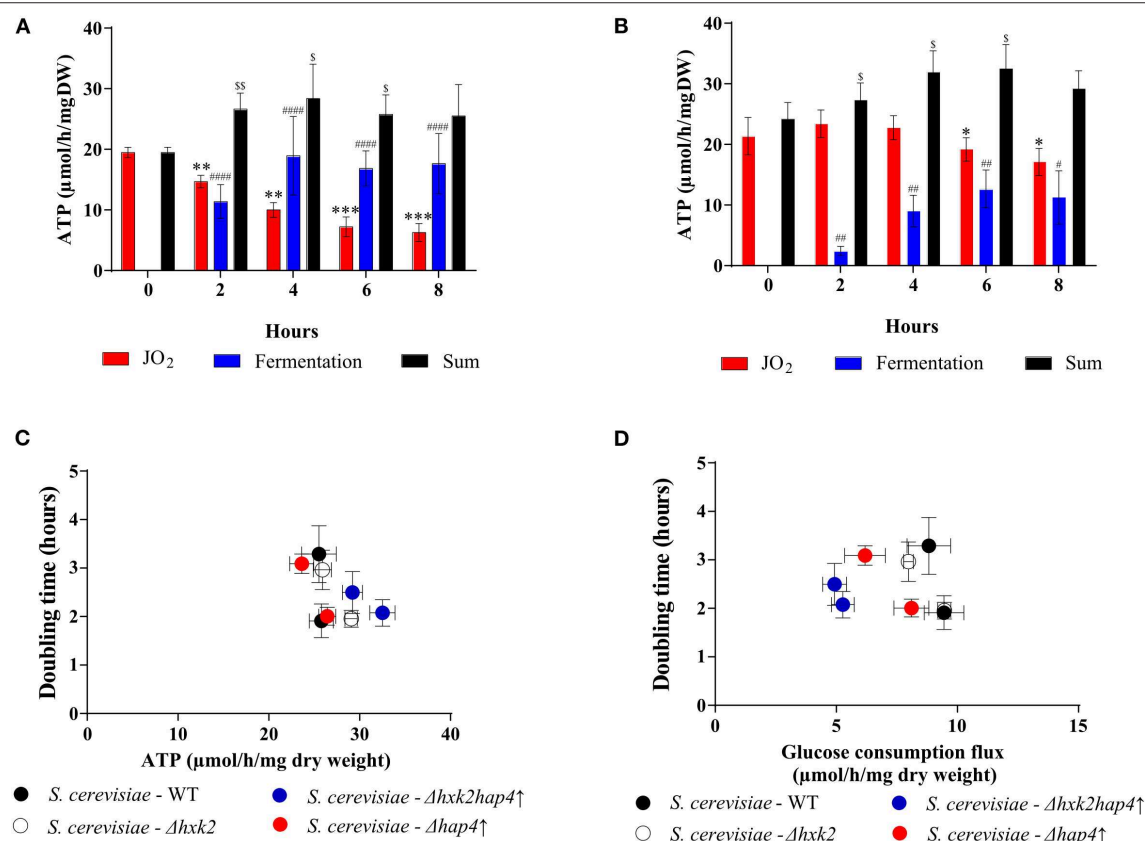 A
ATP (µmol/h/mgDW)
40
30
20
10
0
** #### $$
** #### $
*** #### $
*** ####
0 2 4 6 8
Hours
JO2 Fermentation Sum
B
ATP (µmol/h/mgDW)
40
30
20
10
0
## $
## $
* ## $
* #
0 2 4 6 8
Hours
JO2 Fermentation Sum
C
Doubling time (hours)
5
4
3
2
1
0
0 10 20 30 40
ATP (µmol/h/mg dry weight)
S. cerevisiae - WT
S. cerevisiae - Δhxk2
S. cerevisiae - Δhxk2hap4↑
S. cerevisiae - Δhap4↑
D
Doubling time (hours)
5
4
3
2
1
0
0 5 10 15
Glucose consumption flux
(µmol/h/mg dry weight)
S. cerevisiae - WT
S. cerevisiae - Δhxk2
S. cerevisiae - Δhxk2hap4↑
S. cerevisiae - Δhap4↑